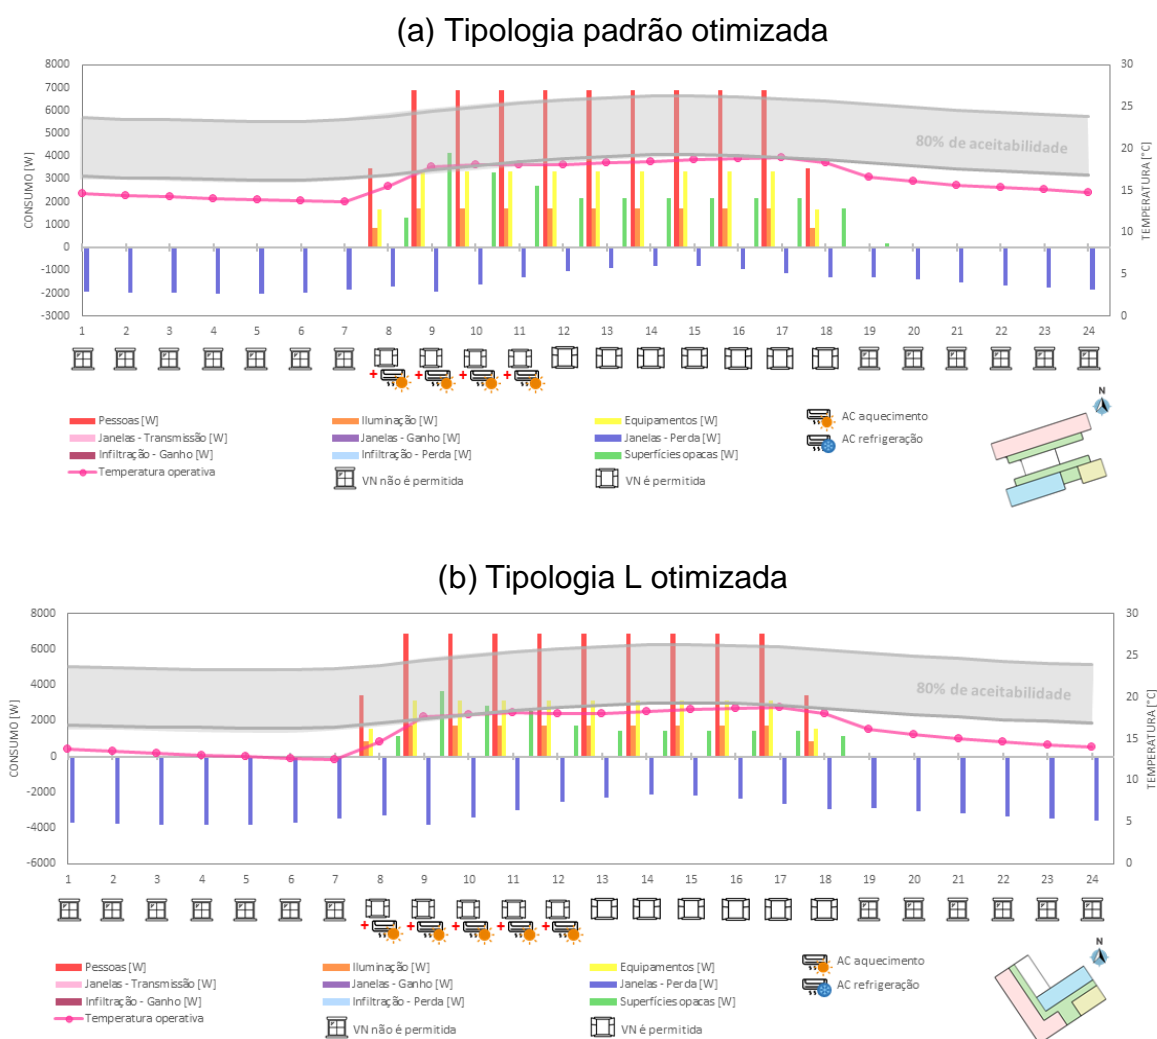 (a) Tipologia padrão otimizada
8000
7000
6000
5000
4000
3000
2000
1000
0
-1000
-2000
-3000
CONSUMO [W]
80% de aceitabilidade
30
25
20
15
10
5
0
TEMPERATURA [°C]
1 2 3 4 5 6 7 8 9 10 11 12 13 14 15 16 17 18 19 20 21 22 23 24
+ + + +
Pessoas [W] Iluminação [W] Equipamentos [W] AC aquecimento
Janelas - Transmissão [W] Janelas - Ganho [W] Janelas - Perda [W] AC refrigeração
Infiltração - Ganho [W] Infiltração - Perda [W] Superfícies opacas [W]
Temperatura operativa VN não é permitida VN é permitida
N
(b) Tipologia L otimizada
8000
6000
4000
2000
0
-2000
-4000
-6000
CONSUMO [W]
80% de aceitabilidade
30
25
20
15
10
5
0
TEMPERATURA [°C]
1 2 3 4 5 6 7 8 9 10 11 12 13 14 15 16 17 18 19 20 21 22 23 24
+ + + + +
Pessoas [W] Iluminação [W] Equipamentos [W] AC aquecimento
Janelas - Transmissão [W] Janelas - Ganho [W] Janelas - Perda [W] AC refrigeração
Infiltração - Ganho [W] Infiltração - Perda [W] Superfícies opacas [W]
Temperatura operativa VN não é permitida VN é permitida
N